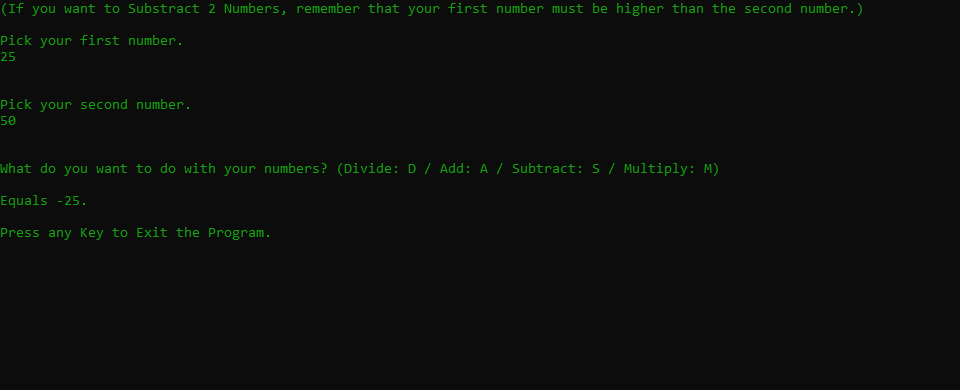 (If you want to Substract 2 Numbers, remember that your first number must be higher than the second number.)
Pick your first number.
25
Pick your second number.
50
What do you want to do with your numbers? (Divide: D / Add: A / Subtract: S / Multiply: M)
Equals -25.
Press any Key to Exit the Program.